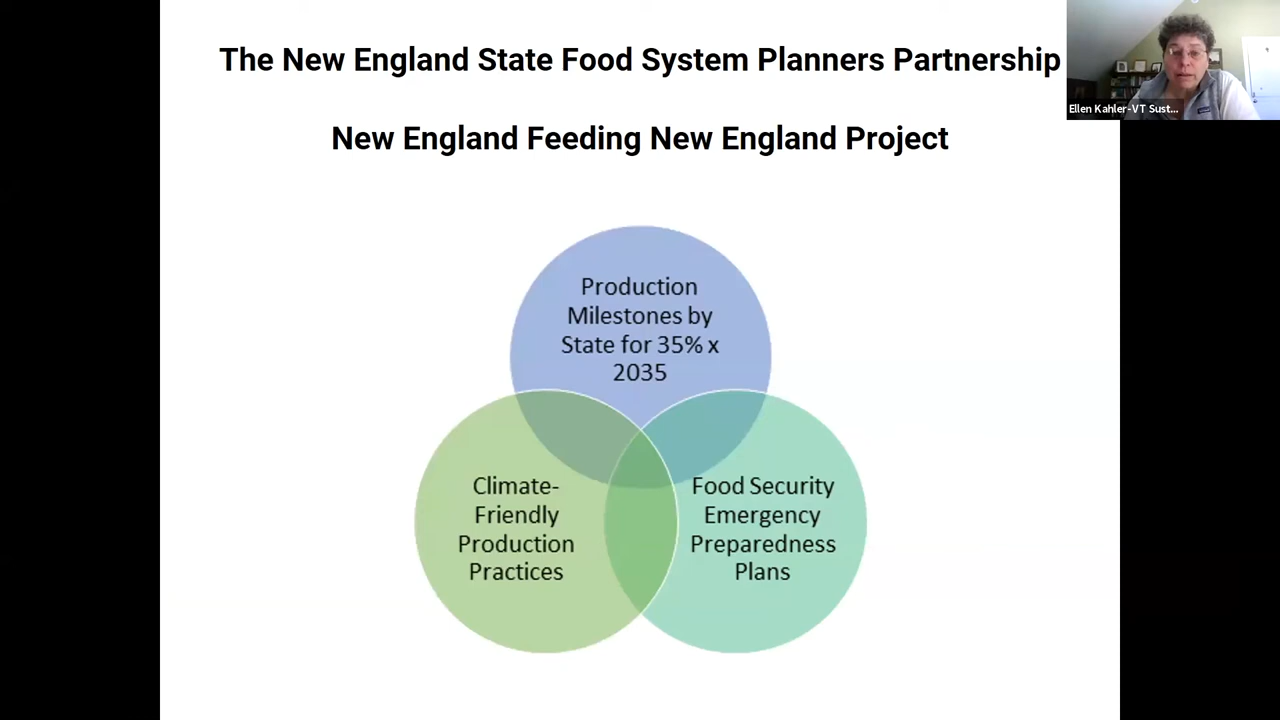 The New England State Food System Planners Partnership
Ellen Kahler-VT Sust...
New England Feeding New England Project
Production
Milestones by
State for 35% x
2035
Climate-
Friendly
Production
Practices
Food Security
Emergency
Preparedness
Plans